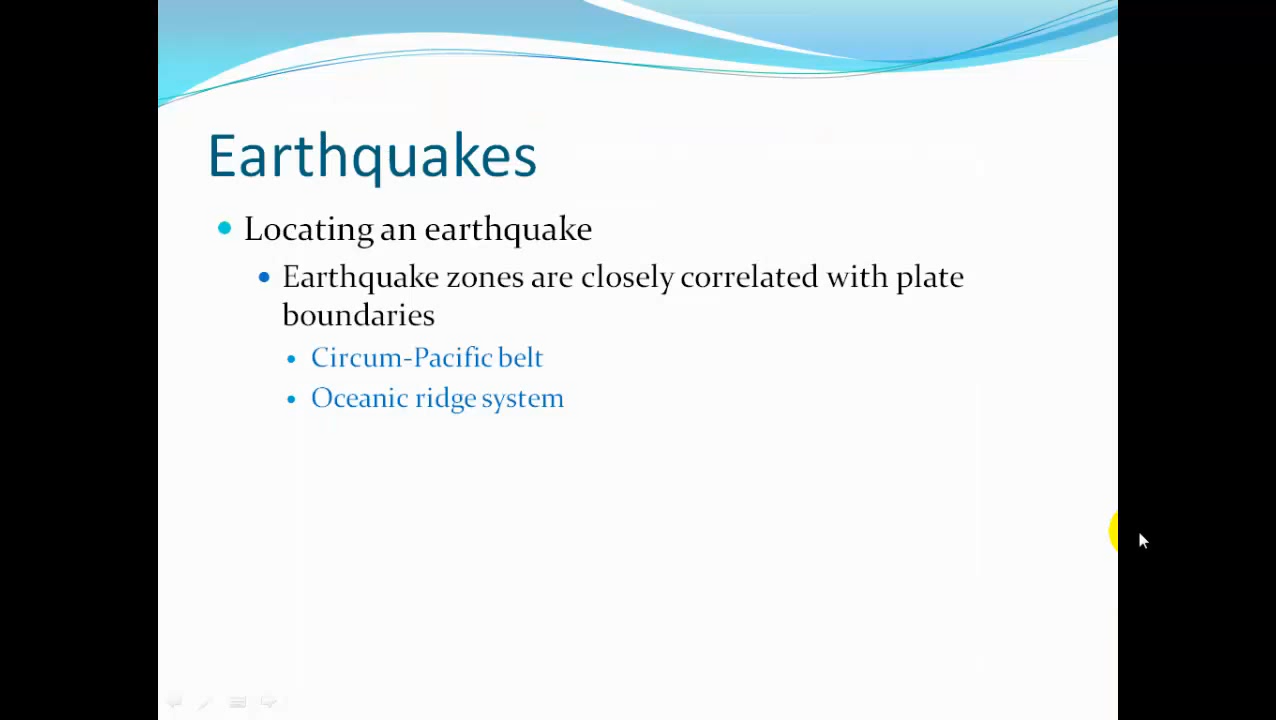 Earthquakes
Locating an earthquake
Earthquake zones are closely correlated with plate
boundaries
Circum-Pacific belt
Oceanic ridge system